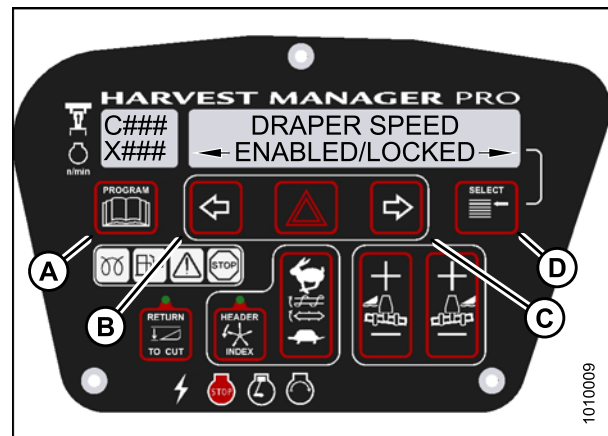 HARVEST MANAGER PRO
C###
X###
DRAPER SPEED
ENABLED/LOCKED
n/min
PROGRAM
SELECT
A
B
C
D
STOP
RETURN
TO CUT
HEADER
INDEX
STOP
1010009